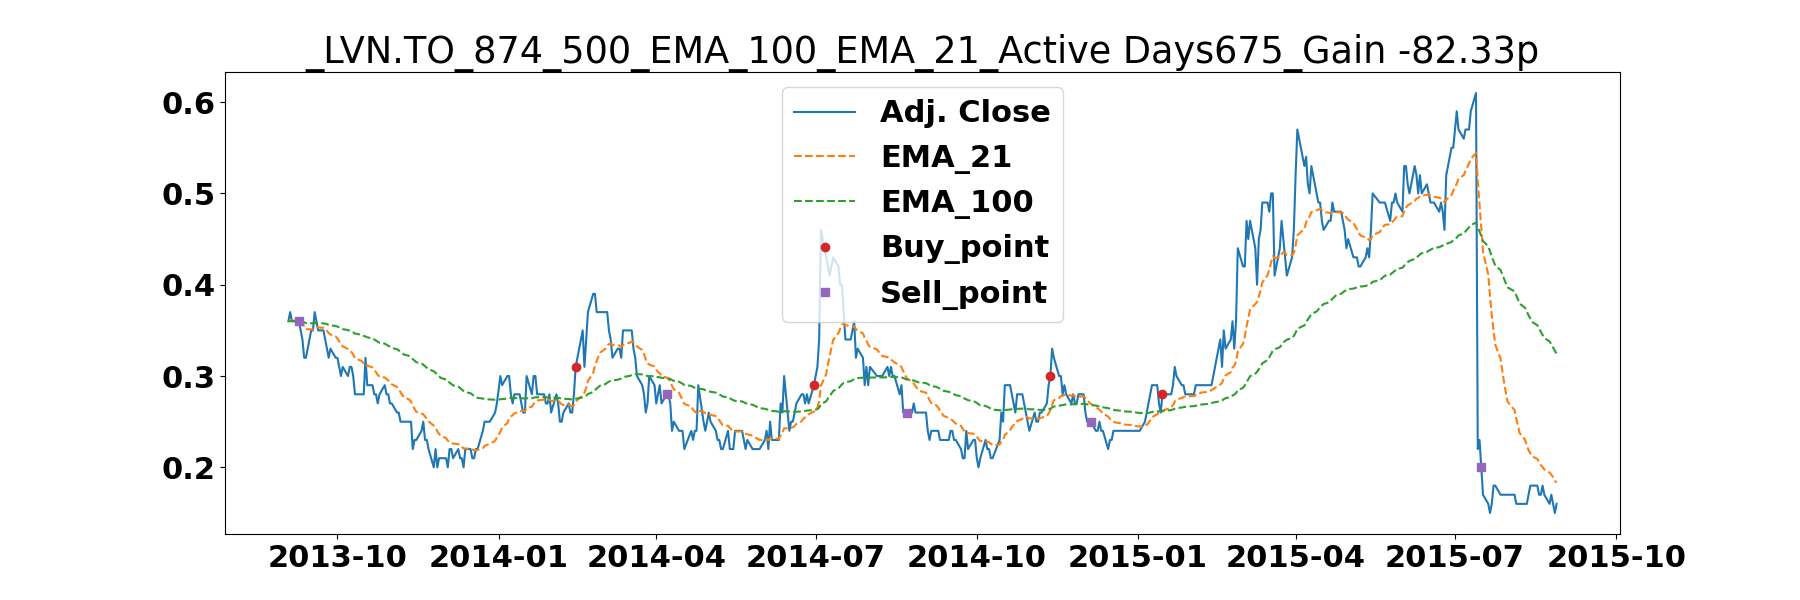 _LVN.TO_874_500_EMA_100_EMA_21_Active Days675_Gain -82.33p
0.6
0.5
0.4
0.3
0.2
Adj. Close
EMA_21
EMA_100
Buy_point
Sell_point
2013-10 2014-01 2014-04 2014-07 2014-10 2015-01 2015-04 2015-07 2015-10